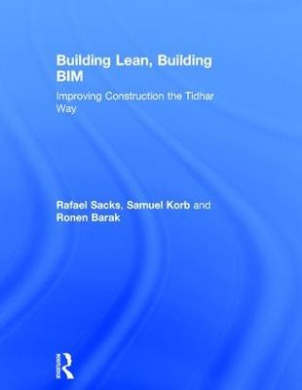 Building Lean, Building
BIM
Improving Construction the Tidhar
Way
Rafael Sacks, Samuel Korb and
Ronen Barak